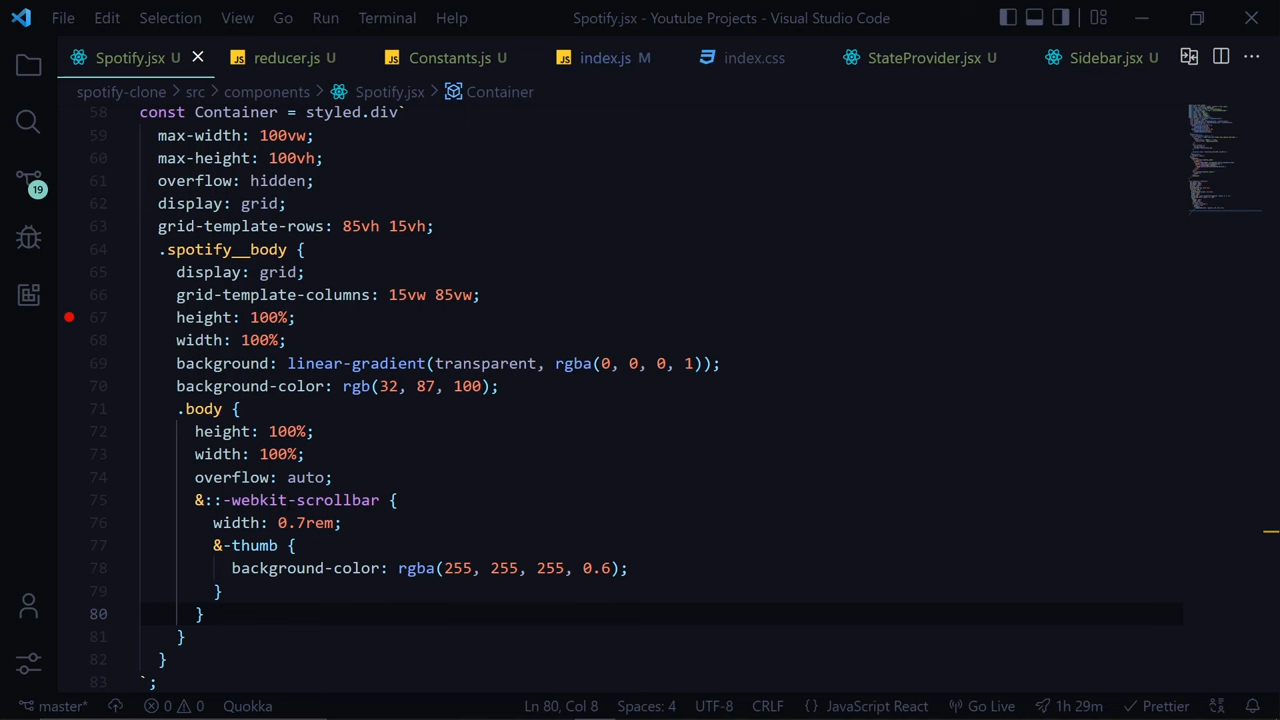 File Edit Selection View Go Run Terminal Help Spotify.jsx - Youtube Projects - Visual Studio Code
Spotify.jsx U JS reducer.js U JS Constants.js U JS index.js M index.css StateProvider.jsx U Sidebar.jsx U
spotify-clone > src > components > Spotify.jsx > Container
58 const Container = styled.div`
59 max-width: 100vw;
60 max-height: 100vh;
61 overflow: hidden;
62 display: grid;
63 grid-template-rows: 85vh 15vh;
64 .spotify__body {
65 display: grid;
66 grid-template-columns: 15vw 85vw;
67 height: 100%;
68 width: 100%;
69 background: linear-gradient(transparent, rgba(0, 0, 0, 1));
70 background-color: rgb(32, 87, 100);
71 .body {
72 height: 100%;
73 width: 100%;
74 overflow: auto;
75 &::-webkit-scrollbar {
76 width: 0.7rem;
77 &-thumb {
78 background-color: rgba(255, 255, 255, 0.6);
79 }
80 }
81 }
82 }
83 `;
19
master* 0 0 Quokka Ln 80, Col 8 Spaces: 4 UTF-8 CRLF {} JavaScript React Go Live 1h 29m Prettier